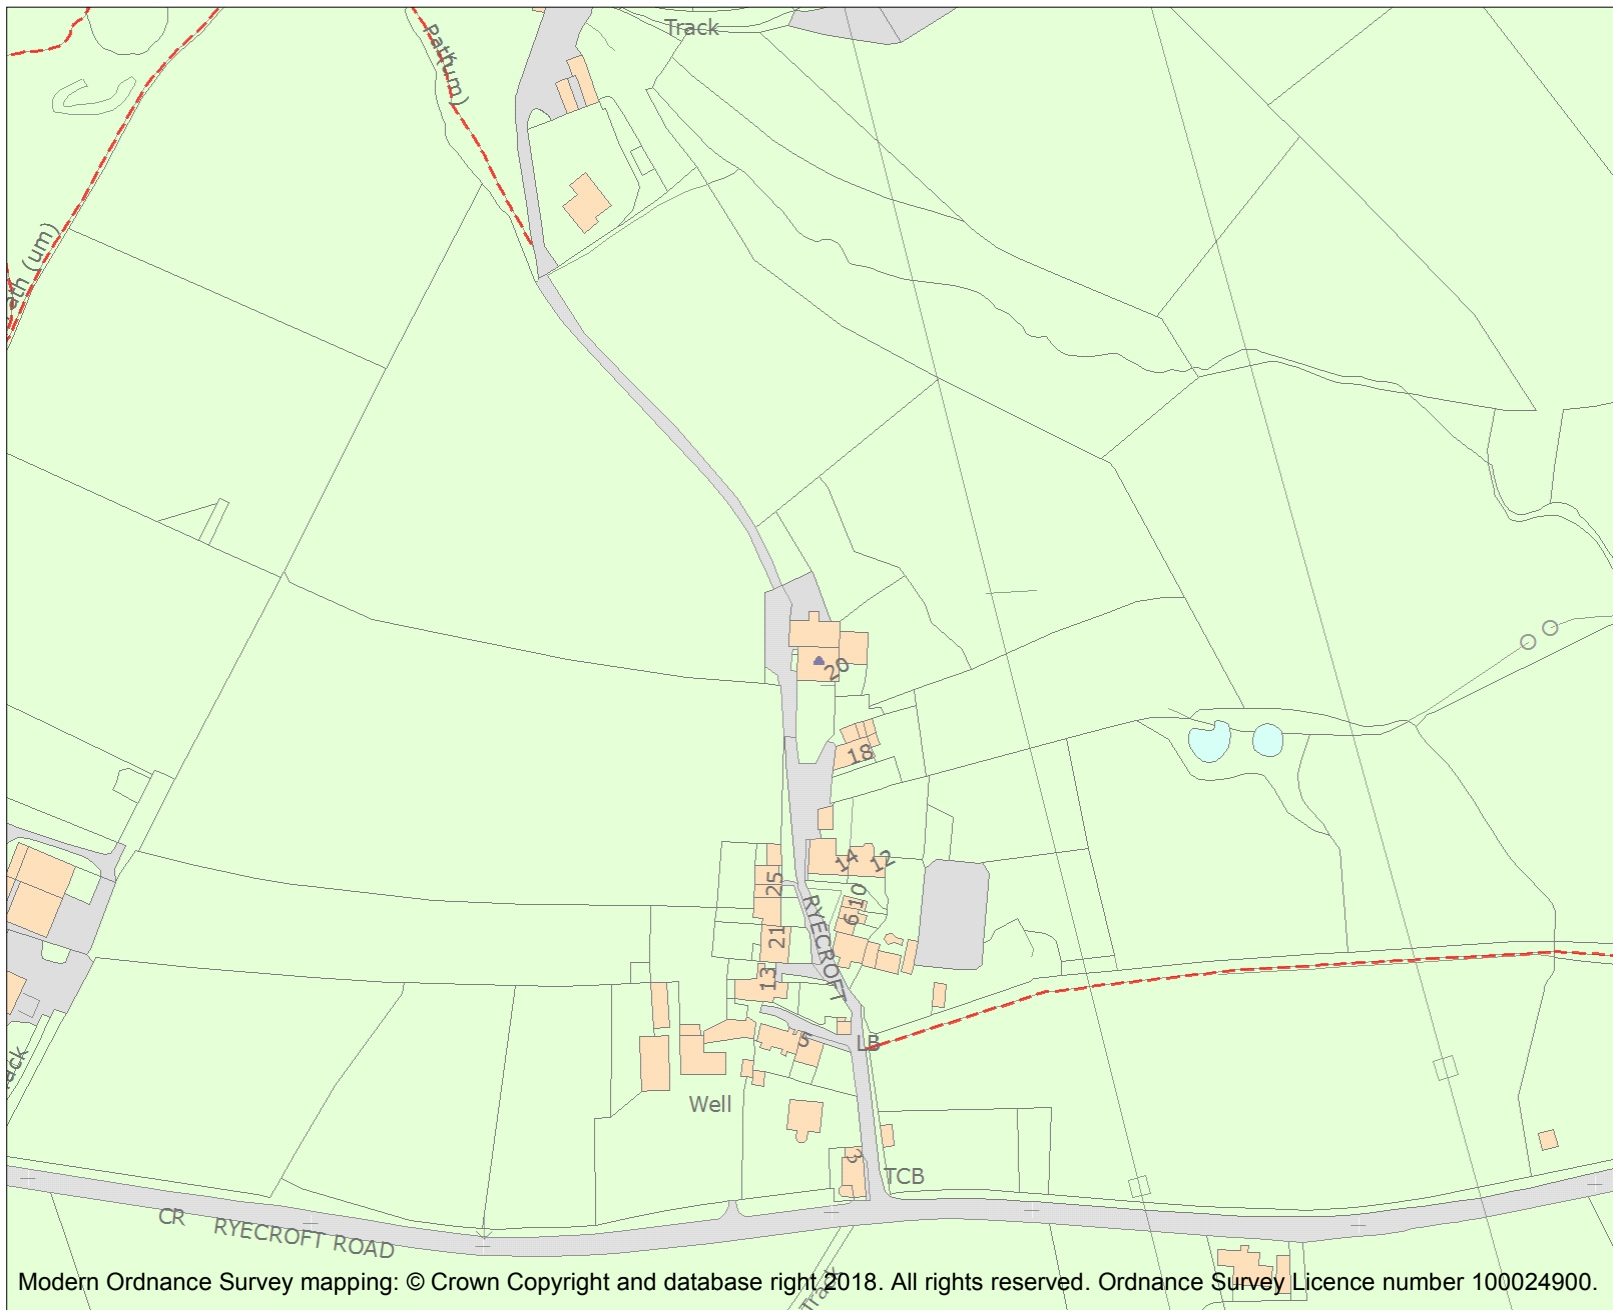 Track
Path
(um)
ath (um)
20
18
14
12
25
10
6
RYECROFT
21
13
5
LB
ack
Well
3
TCB
CR
RYECROFT ROAD
Track
Modern Ordnance Survey mapping: © Crown Copyright and database right 2018. All rights reserved. Ordnance Survey Licence number 100024900.